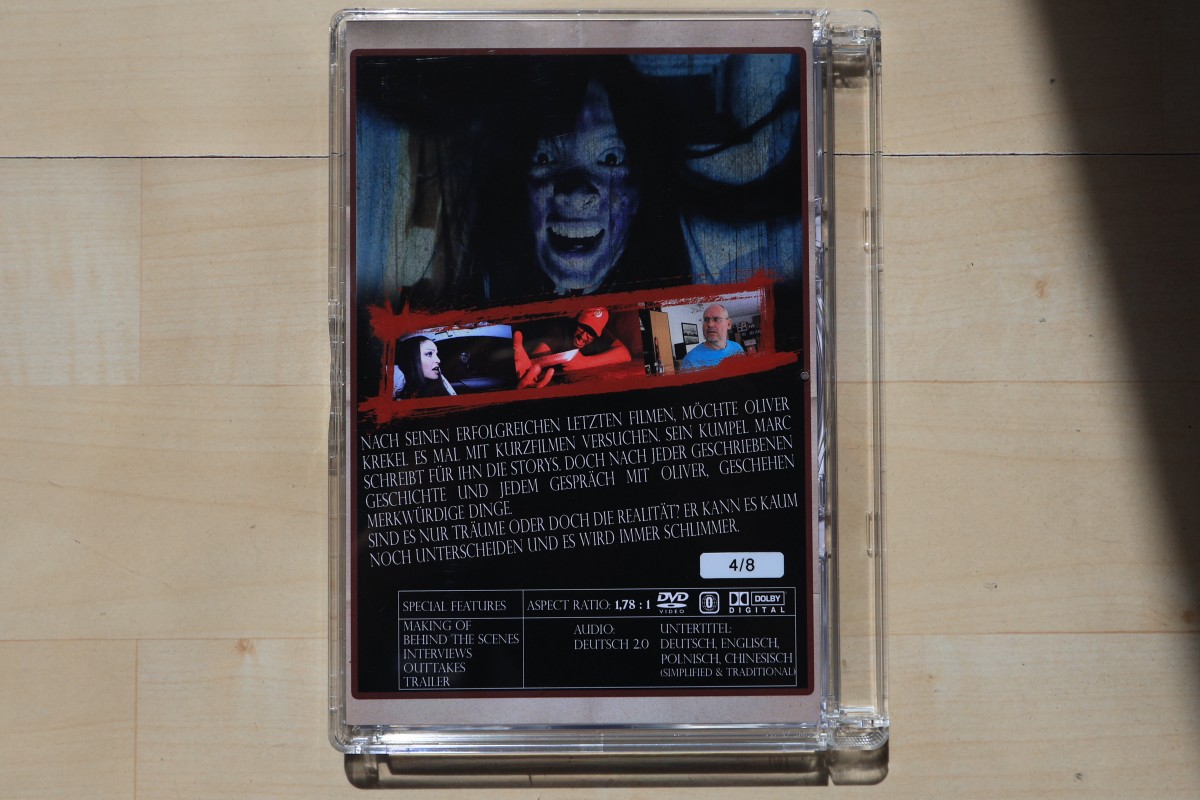 NACH SEINEN ERFOLGREICHEN LETZTEN FILMEN, MÖCHTE OLIVER
KREKEL ES MAL MIT KURZFILMEN VERSUCHEN. SEIN KUMPEL MARC
SCHREIBT FÜR IHN DIE STORYS. DOCH NACH JEDER GESCHRIEBENEN
GESCHICHTE UND JEDEM GESPRÄCH MIT OLIVER, GESCHEHEN
MERKWÜRDIGE DINGE.
SIND ES NUR TRÄUME ODER DOCH DIE REALITÄT? ER KANN ES KAUM
NOCH UNTERSCHEIDEN UND ES WIRD IMMER SCHLIMMER.
4/8
SPECIAL FEATURES
MAKING OF
BEHIND THE SCENES
INTERVIEWS
OUTTAKES
TRAILER
ASPECT RATIO: 1,78 : 1
DVD
VIDEO
0
DOLBY
DIGITAL
AUDIO:
DEUTSCH 2.0
UNTERTITEL:
DEUTSCH, ENGLISCH,
POLNISCH, CHINESISCH
(SIMPLIFIED & TRADITIONAL)